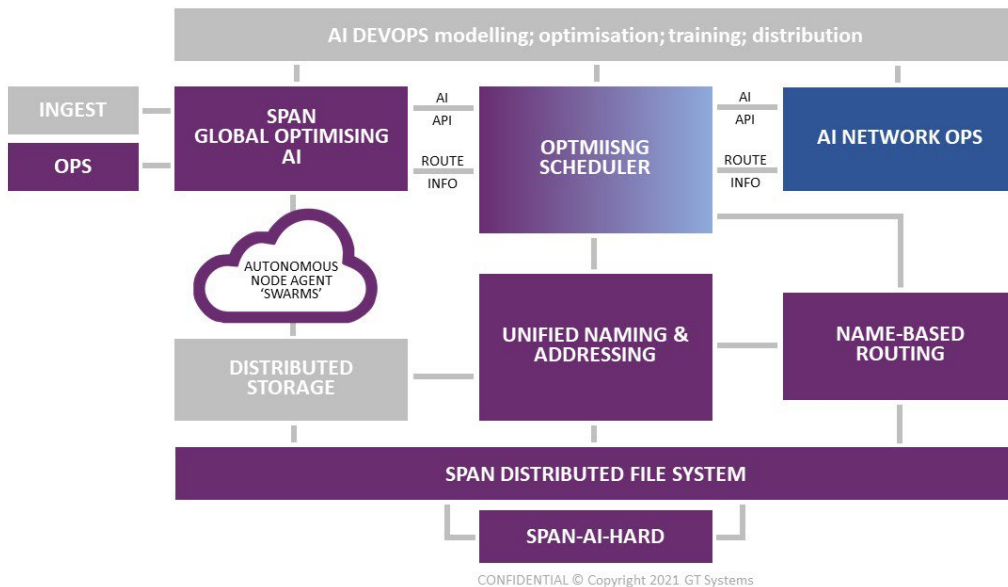 AI DEVOPS modelling; optimisation; training; distribution
INGEST
OPS
SPAN
GLOBAL OPTIMISING
AI
AI
API
ROUTE
INFO
OPTMIISNG
SCHEDULER
AI
API
ROUTE
INFO
AI NETWORK OPS
AUTONOMOUS
NODE AGENT
‘SWARMS’
DISTRIBUTED
STORAGE
UNIFIED NAMING &
ADDRESSING
NAME-BASED
ROUTING
SPAN DISTRIBUTED FILE SYSTEM
SPAN-AI-HARD
CONFIDENTIAL © Copyright 2021 GT Systems